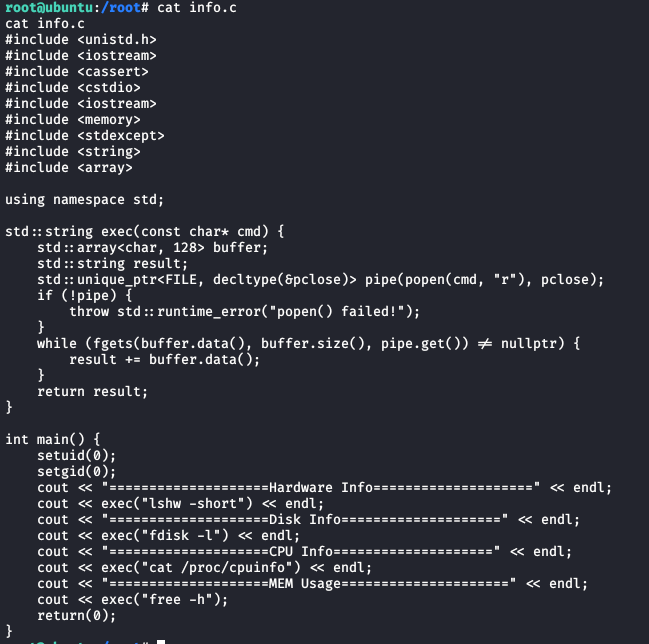 root@ubuntu:/root# cat info.c
cat info.c
#include <unistd.h>
#include <iostream>
#include <cassert>
#include <cstdio>
#include <iostream>
#include <memory>
#include <stdexcept>
#include <string>
#include <array>

using namespace std;

std::string exec(const char* cmd) {
    std::array<char, 128> buffer;
    std::string result;
    std::unique_ptr<FILE, decltype(&pclose)> pipe(popen(cmd, "r"), pclose);
    if (!pipe) {
        throw std::runtime_error("popen() failed!");
    }
    while (fgets(buffer.data(), buffer.size(), pipe.get()) != nullptr) {
        result += buffer.data();
    }
    return result;
}

int main() {
    setuid(0);
    setgid(0);
    cout << "====================Hardware Info====================" << endl;
    cout << exec("lshw -short") << endl;
    cout << "====================Disk Info====================" << endl;
    cout << exec("fdisk -l") << endl;
    cout << "====================CPU Info====================" << endl;
    cout << exec("cat /proc/cpuinfo") << endl;
    cout << "====================MEM Usage=====================" << endl;
    cout << exec("free -h");
    return(0);
}
root@ubuntu:/root#